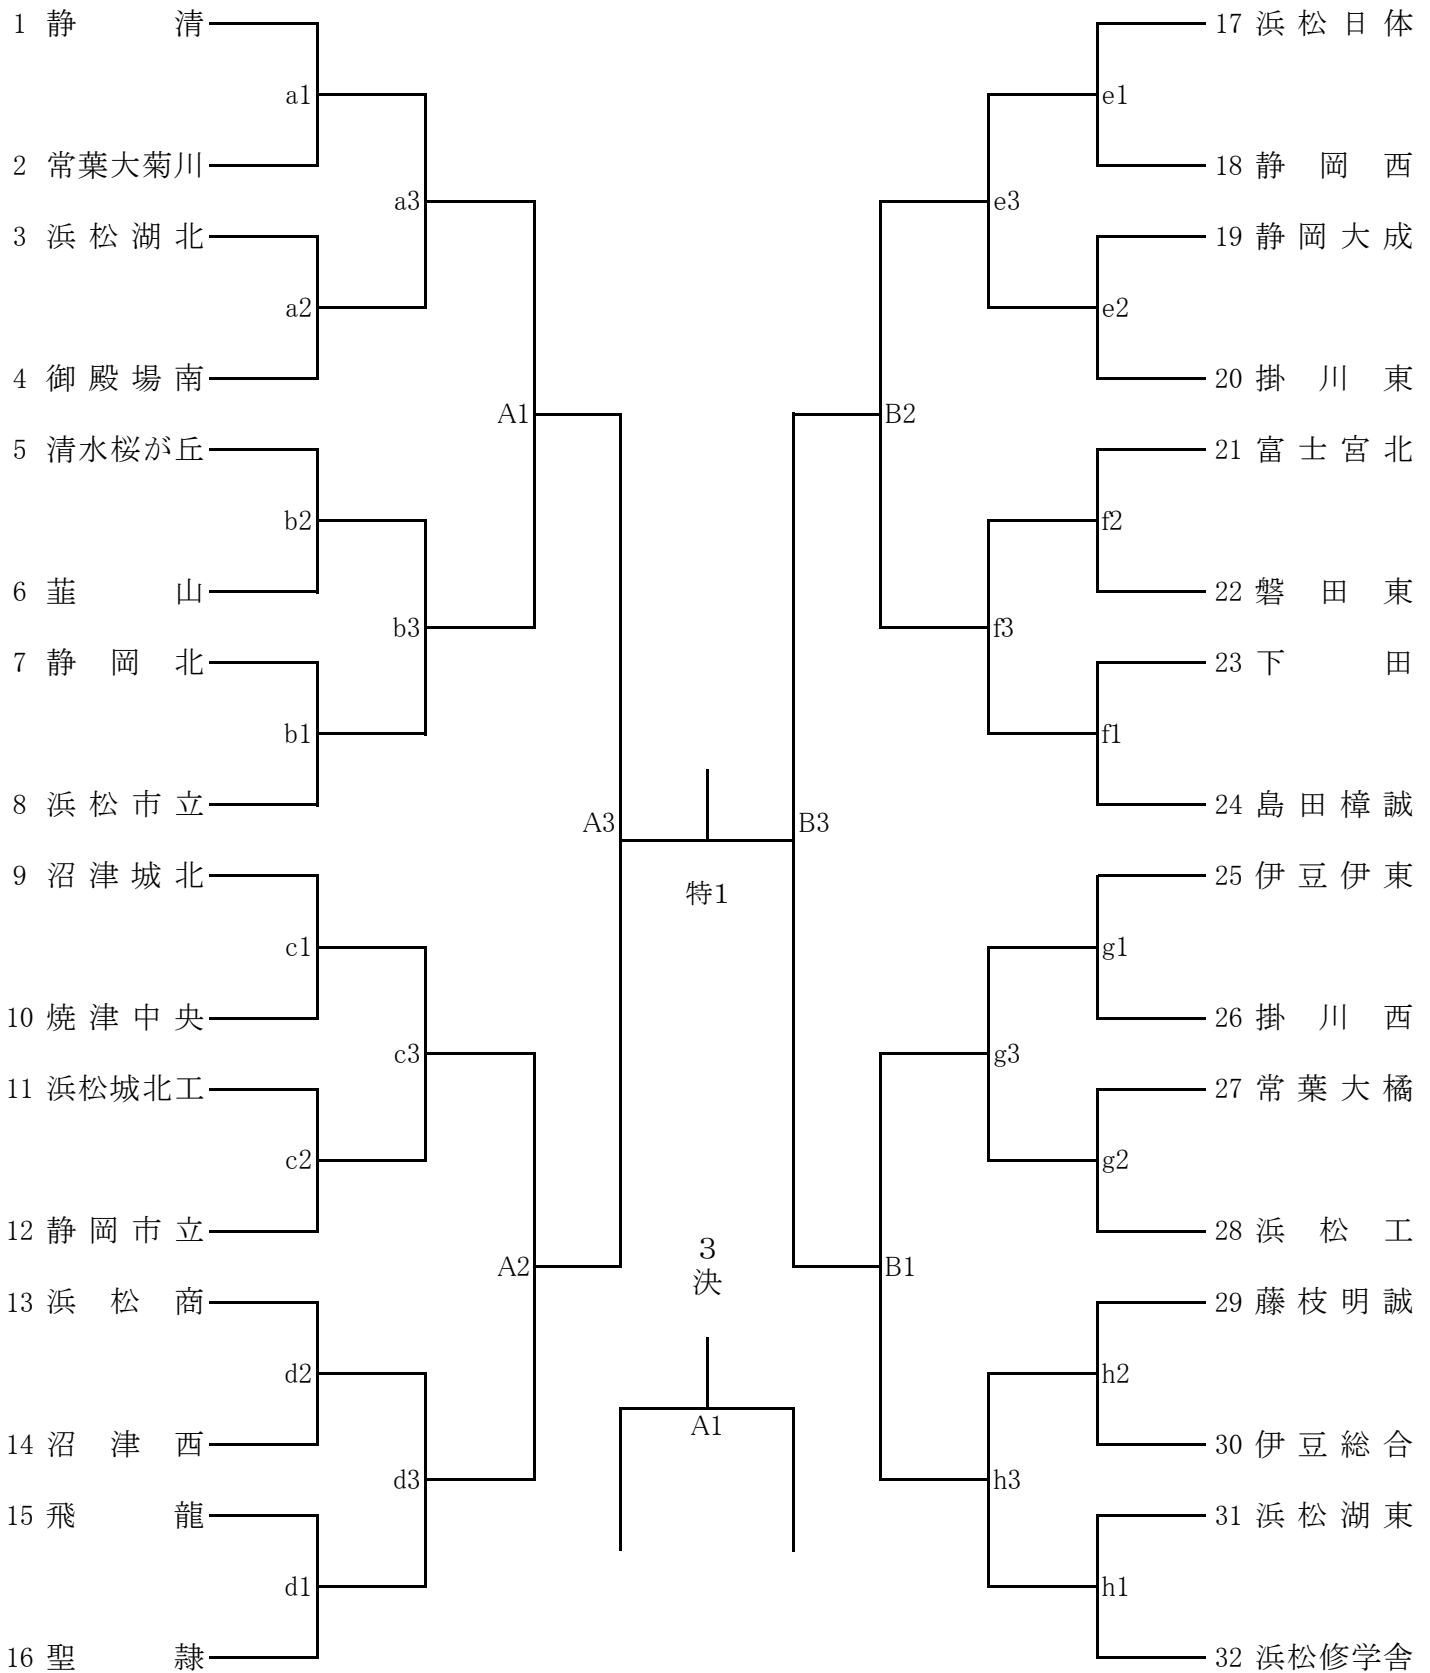 1 静清
a1
2 常葉大菊川
a3
3 浜松湖北
a2
4 御殿場南
A1
5 清水桜が丘
b2
6 韮山
b3
7 静岡北
b1
8 浜松市立
A3
9 沼津城北
c1
10 焼津中央
c3
11 浜松城北工
c2
12 静岡市立
A2
13 浜松商
d2
14 沼津西
d3
15 飛龍
d1
16 聖隷
特1
3
決
A1
17 浜松日体
e1
18 静岡西
e3
19 静岡大成
e2
20 掛川東
B2
21 富士宮北
f2
22 磐田東
f3
23 下田
f1
24 島田樟誠
B3
25 伊豆伊東
g1
26 掛川西
g3
27 常葉大橘
g2
28 浜松工
B1
29 藤枝明誠
h2
30 伊豆総合
h3
31 浜松湖東
h1
32 浜松修学舎